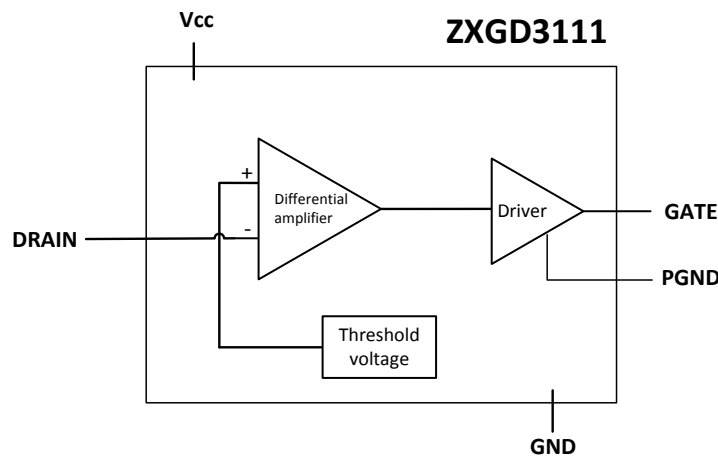 Vcc
ZXGD3111
+
Differential
amplifier
-
Driver
DRAIN
GATE
PGND
Threshold
voltage
GND